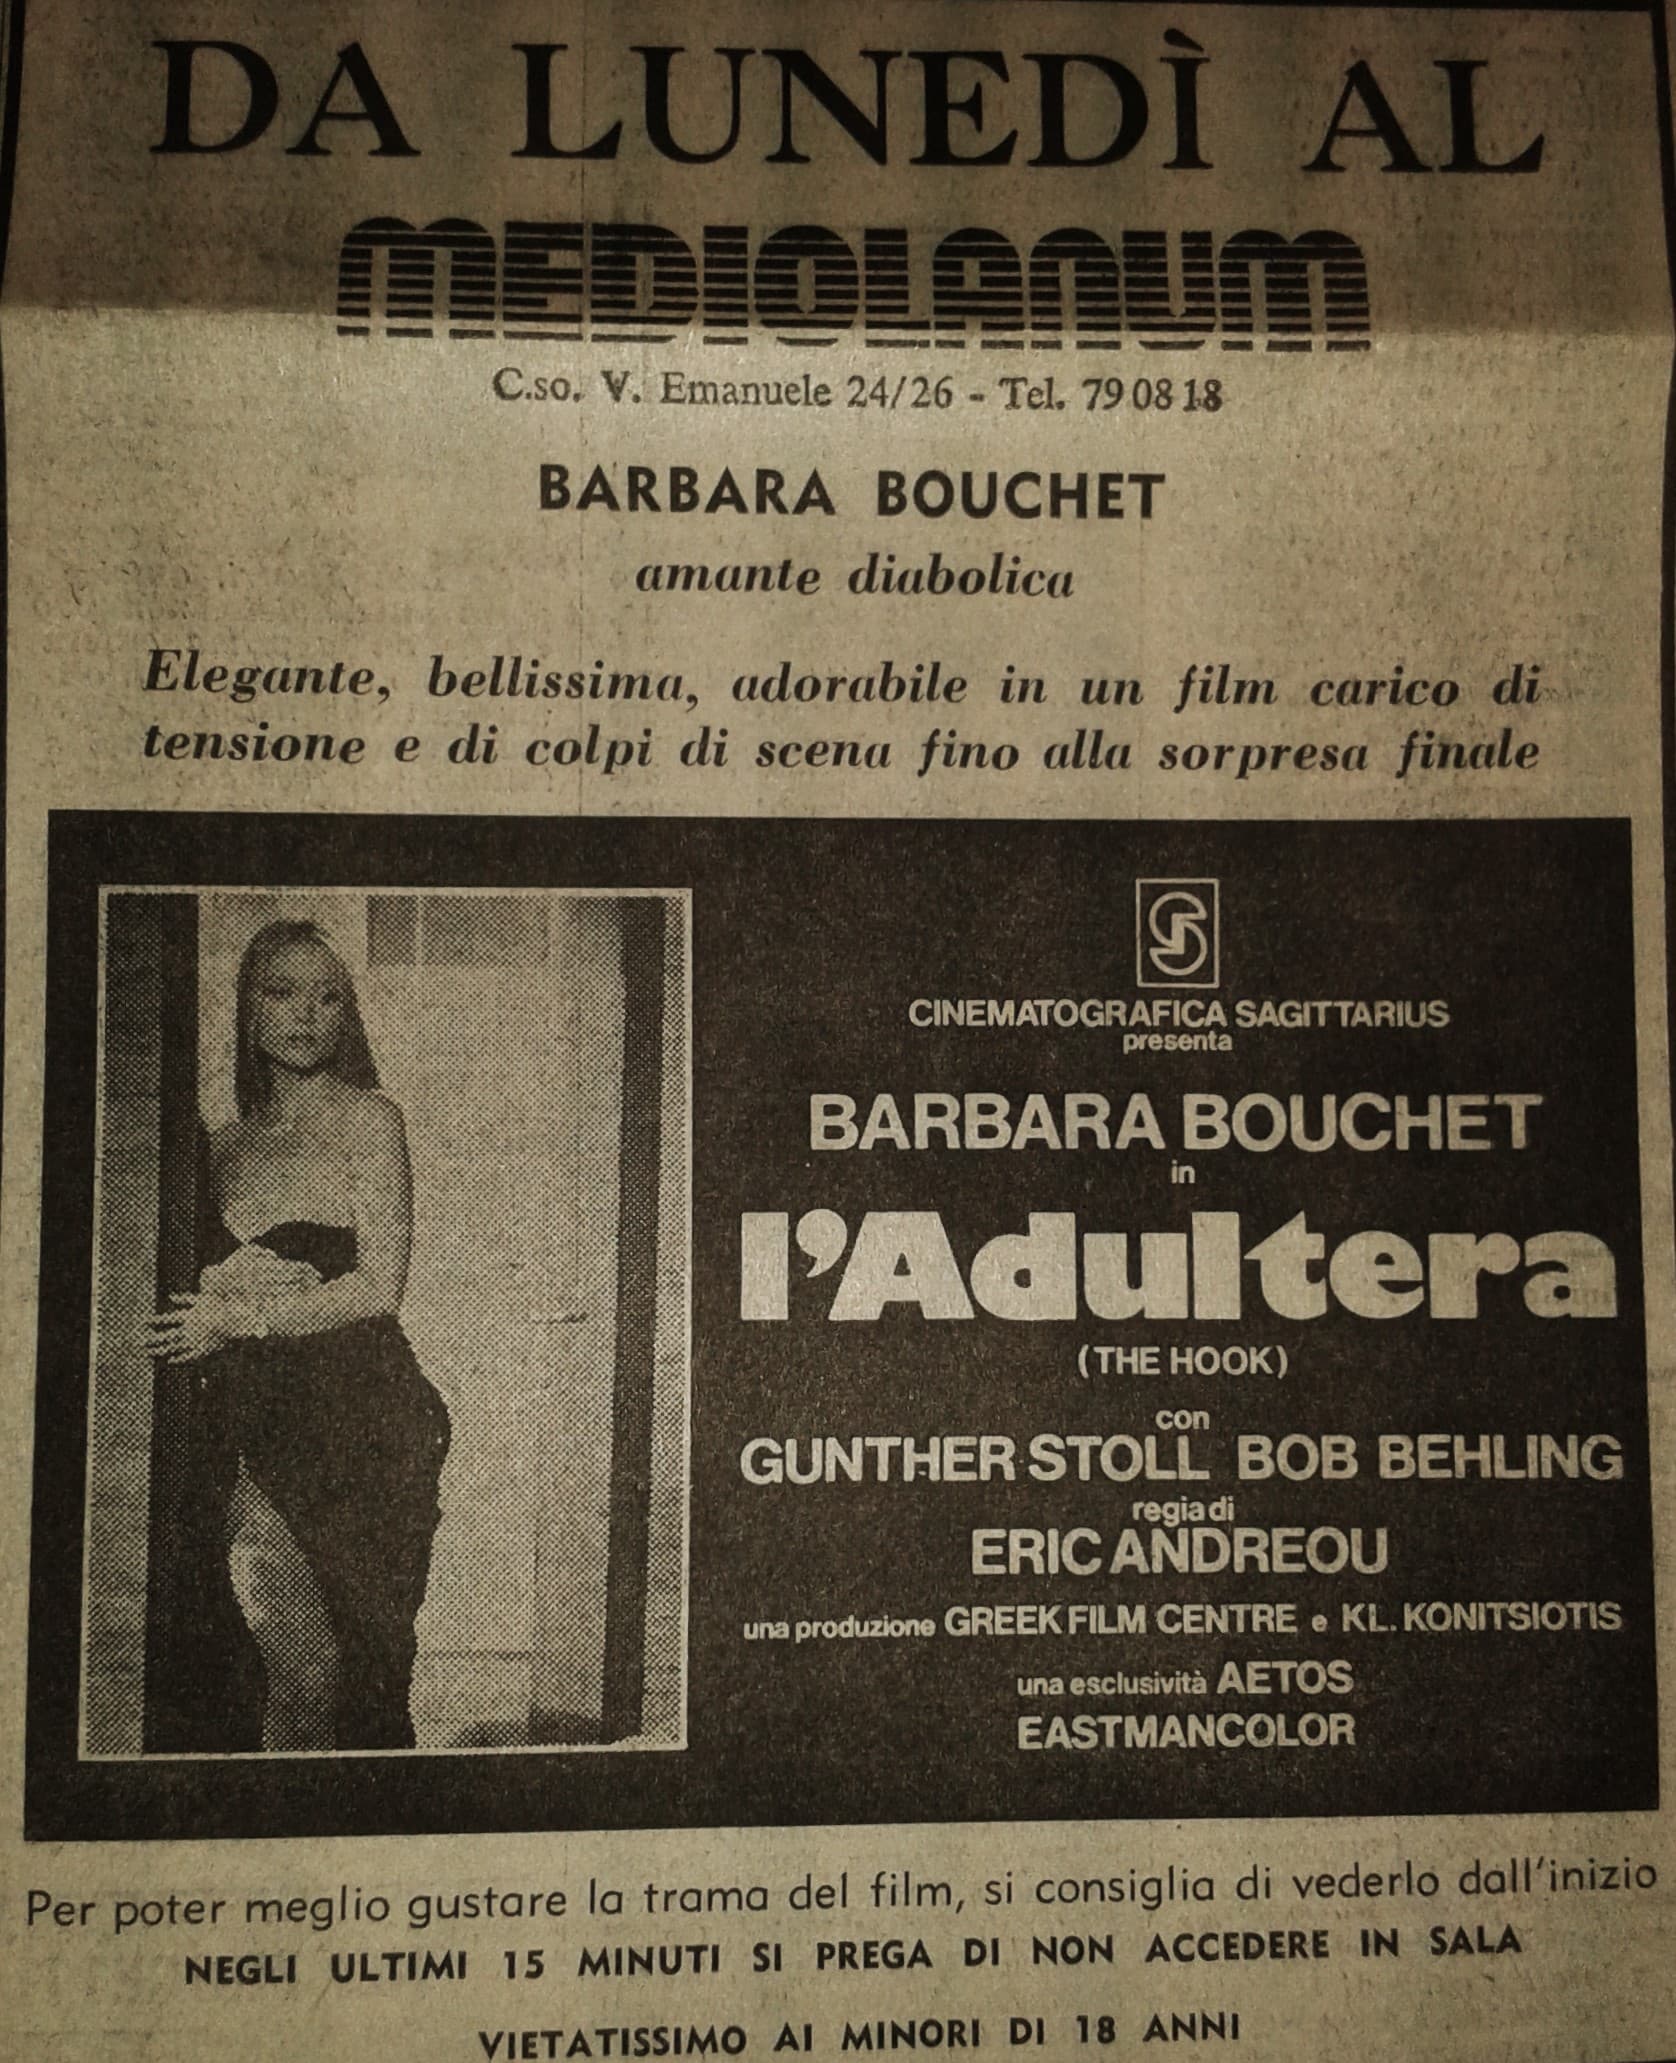 DA LUNEDÌ AL
MEDIOLANUM
C.so. V. Emanuele 24/26 - Tel. 79 08 18
BARBARA BOUCHET
amante diabolica
Elegante, bellissima, adorabile in un film carico di
tensione e di colpi di scena fino alla sorpresa finale
S
CINEMATOGRAFICA SAGITTARIUS
presenta
BARBARA BOUCHET
in
l'Adultera
(THE HOOK)
con
GUNTHER STOLL BOB BEHLING
regia di
ERIC ANDREOU
una produzione GREEK FILM CENTRE e KL. KONITSIOTIS
una esclusività AETOS
EASTMANCOLOR
Per poter meglio gustare la trama del film, si consiglia di vederlo dall'inizio
NEGLI ULTIMI 15 MINUTI SI PREGA DI NON ACCEDERE IN SALA
VIETATISSIMO AI MINORI DI 18 ANNI